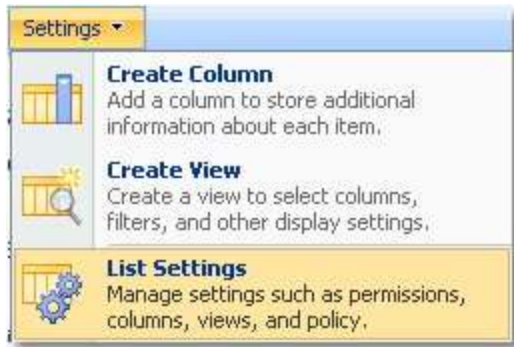 Settings
Create Column
Add a column to store additional
information about each item.
Create View
Create a view to select columns,
filters, and other display settings.
List Settings
Manage settings such as permissions,
columns, views, and policy.